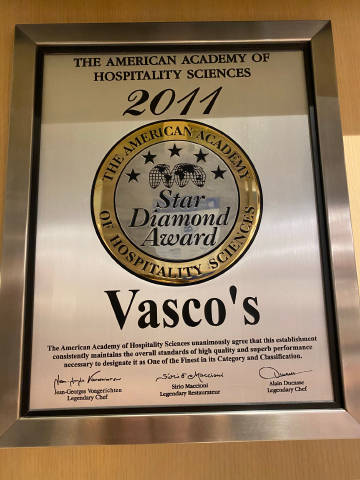 THE AMERICAN ACADEMY OF
HOSPITALITY SCIENCES
2011
THE AMERICAN ACADEMY
OF HOSPITALITY SCIENCES
Star
Diamond
Award
Vasco's
The American Academy of Hospitality Sciences unanimously agree that this establishment
consistently maintains the overall standards of high quality and superb performance
necessary to designate it as One of the Finest in its Category and Classification.
Jean-Georges Vongerichten
Legendary Chef
Sirio Maccioni
Sirio Maccioni
Legendary Restaurateur
Alain Ducasse
Legendary Chef